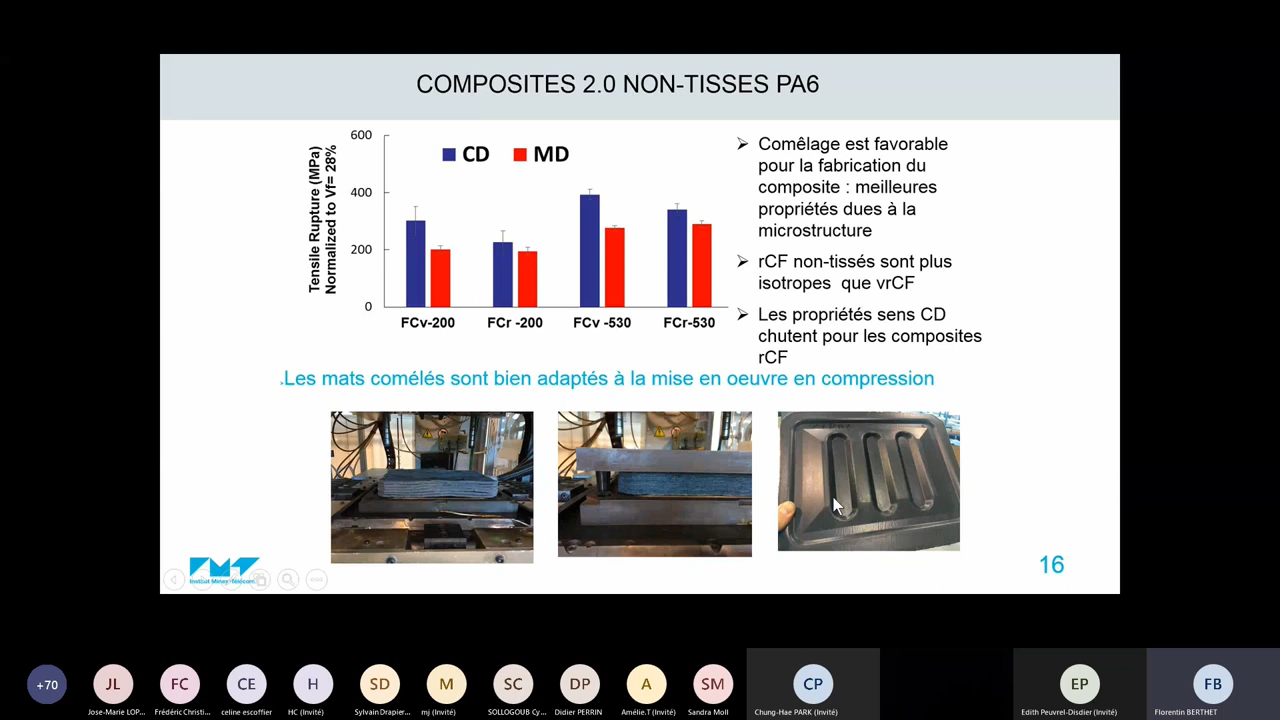 COMPOSITES 2.0 NON-TISSES PA6
Tensile Rupture (MPa)
Normalized to Vf= 28%
600
400
200
0
CD
MD
FCv-200
FCr -200
FCv -530
FCr-530
Comêlage est favorable
pour la fabrication du
composite : meilleures
propriétés dues à la
microstructure
rCF non-tissés sont plus
isotropes que vrCF
Les propriétés sens CD
chutent pour les composites
rCF
.Les mats comélés sont bien adaptés à la mise en oeuvre en compression
IMT
Institut Mines-Télécom
16
+70
JL
FC
CE
H
SD
M
SC
DP
A
SM
CP
EP
FB
Jose-Marie LOP...
Frédéric Christi...
celine escoffier
HC (Invité)
Sylvain Drapier...
mj (Invité)
SOLLOGOUB Cy...
Didier PERRIN
Amélie.T (Invité)
Sandra Moll
Chung-Hae PARK (Invité)
Edith Peuvrel-Disdier (Invité)
Florentin BERTHET